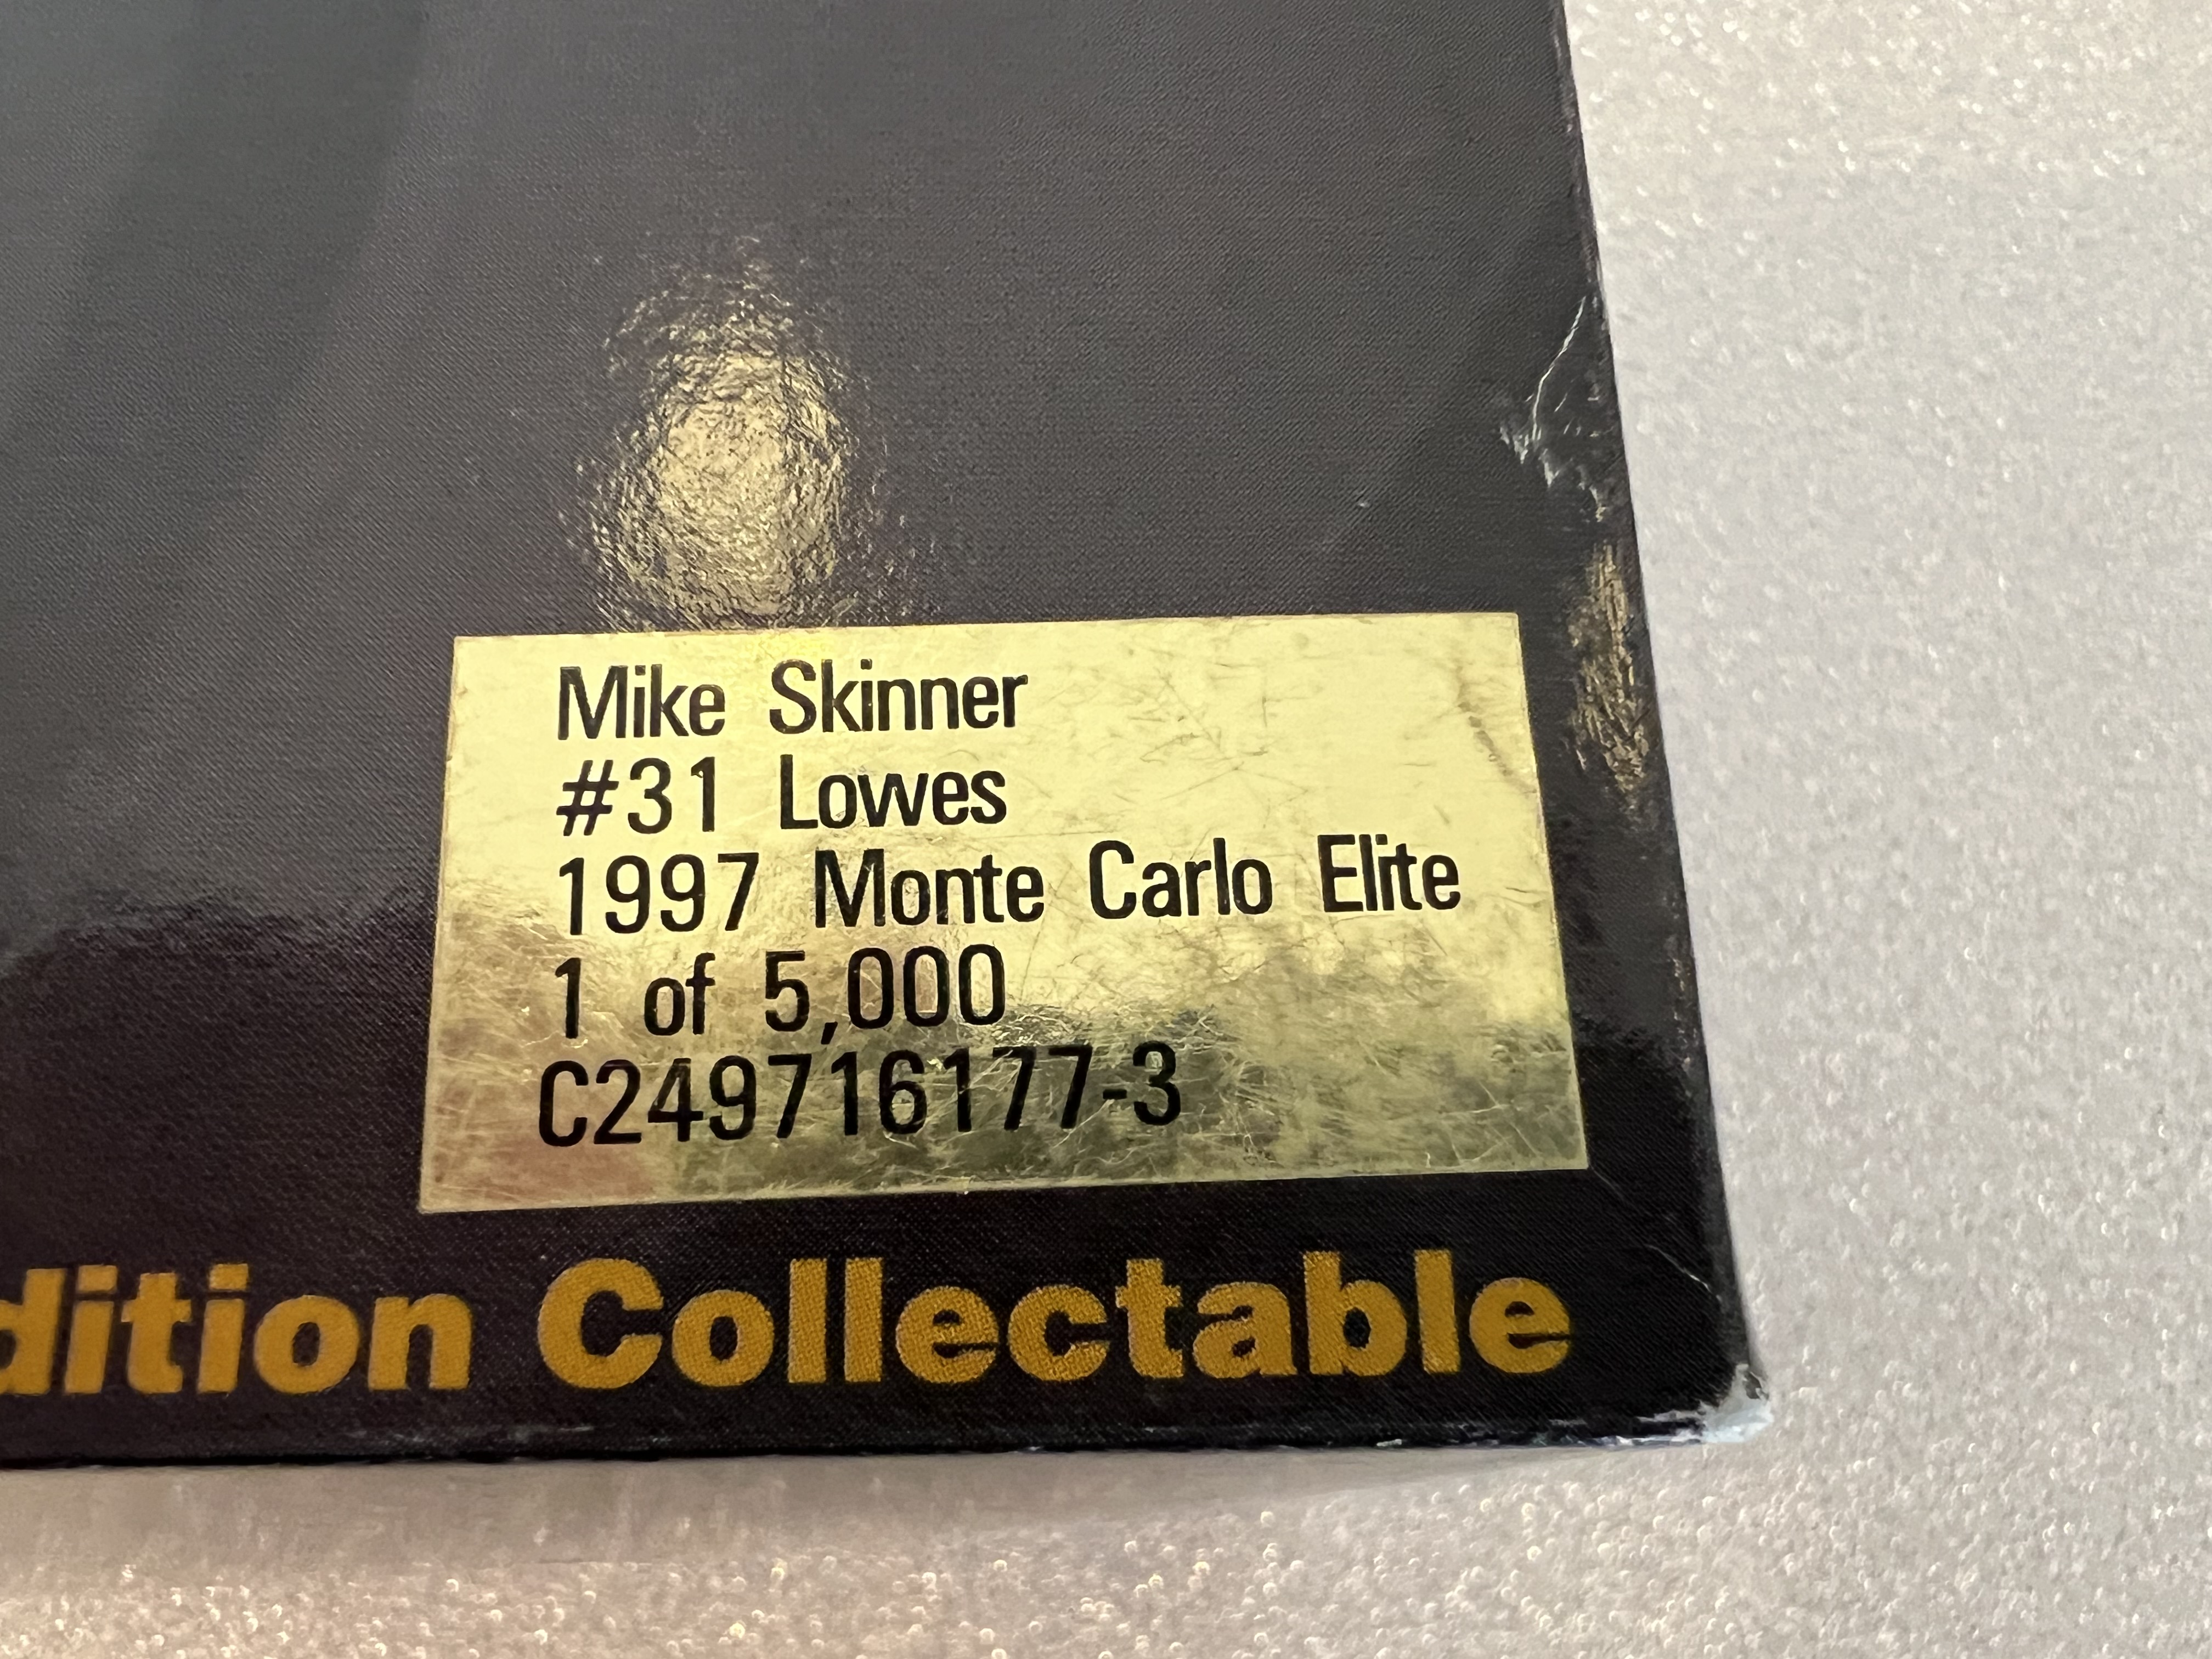 Mike Skinner
#31 Lowes
1997 Monte Carlo Elite
1 of 5,000
C249716177-3
dition Collectable